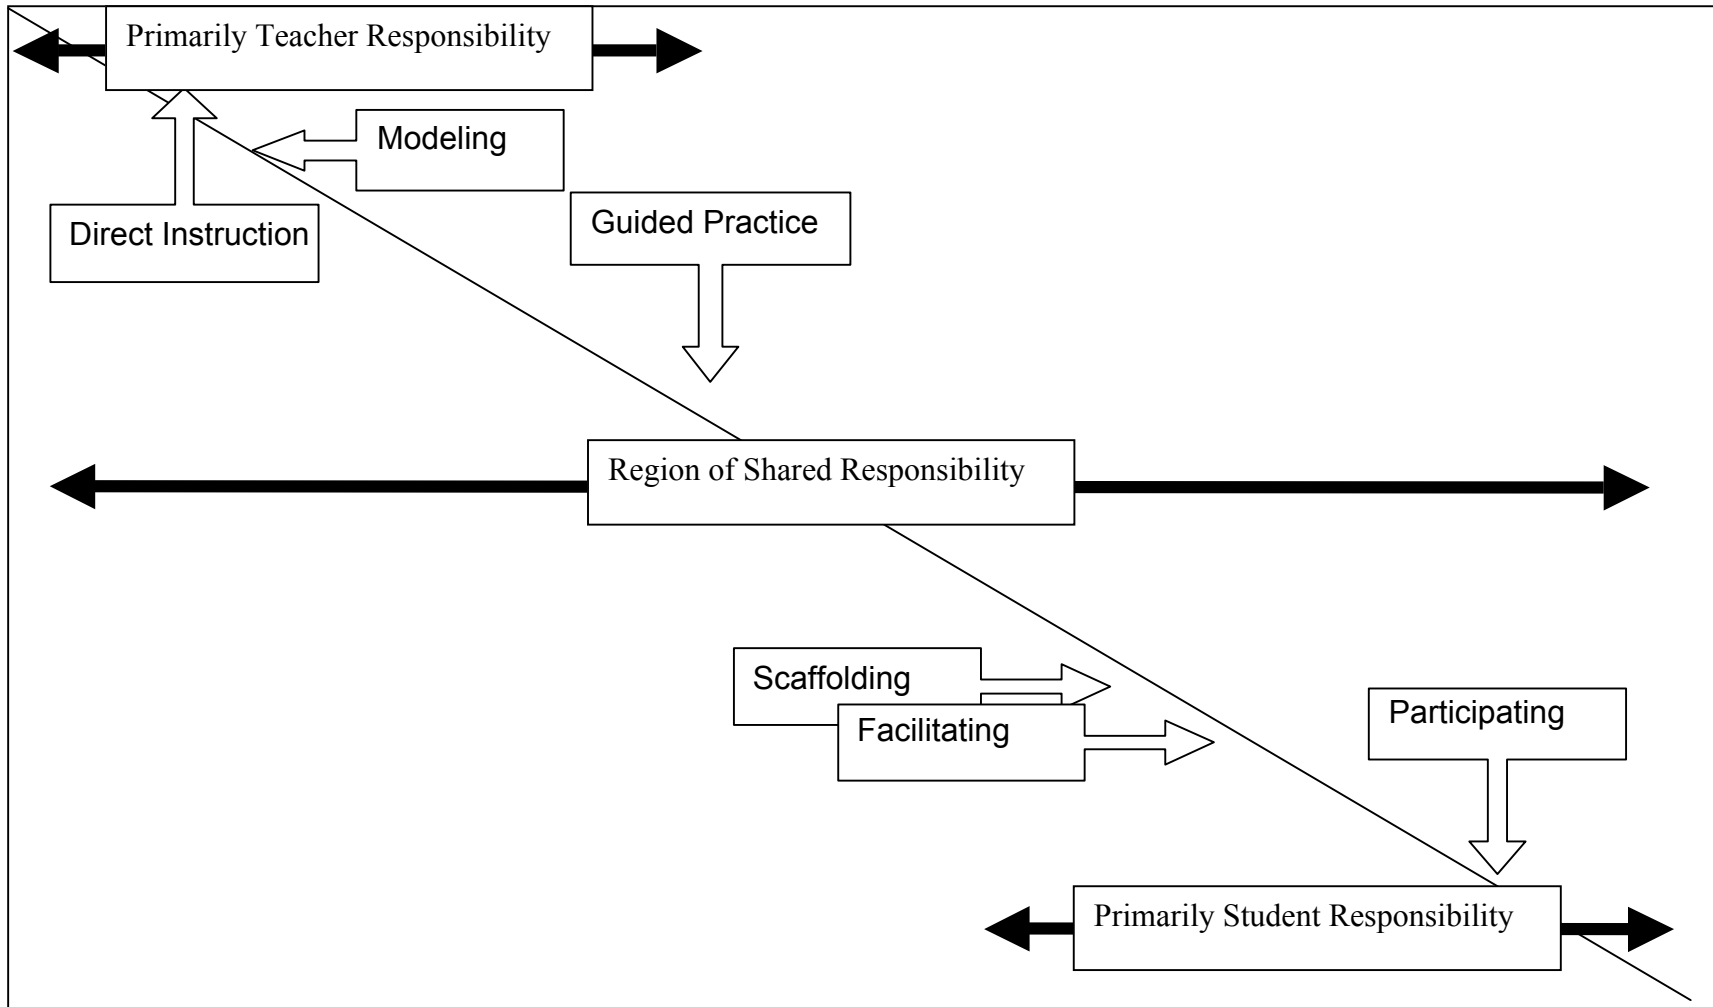 Primarily Teacher Responsibility
Modeling
Direct Instruction
Guided Practice
Region of Shared Responsibility
Scaffolding
Facilitating
Participating
Primarily Student Responsibility